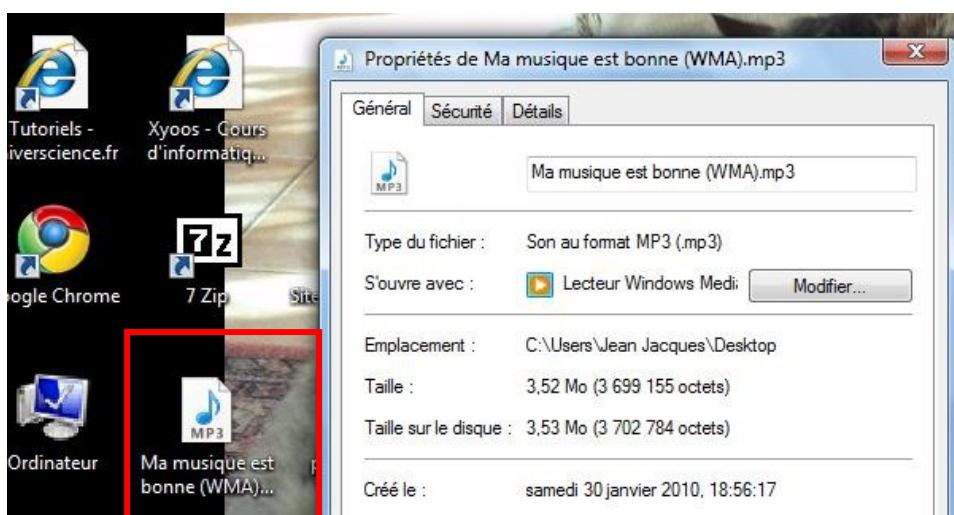 Tutoriels -
iverscience.fr
Xyoos - Cours
d'informatiq...
ogle Chrome
7z
7 Zip
Site
Ordinateur
MP3
Ma musique est
bonne (WMA)...
Propriétés de Ma musique est bonne (WMA).mp3
Général Sécurité Détails
MP3
Ma musique est bonne (WMA).mp3
Type du fichier : Son au format MP3 (.mp3)
S'ouvre avec : Lecteur Windows Medi Modifier...
Emplacement : C:\Users\Jean Jacques\Desktop
Taille : 3,52 Mo (3 699 155 octets)
Taille sur le disque : 3,53 Mo (3 702 784 octets)
Créé le : samedi 30 janvier 2010, 18:56:17